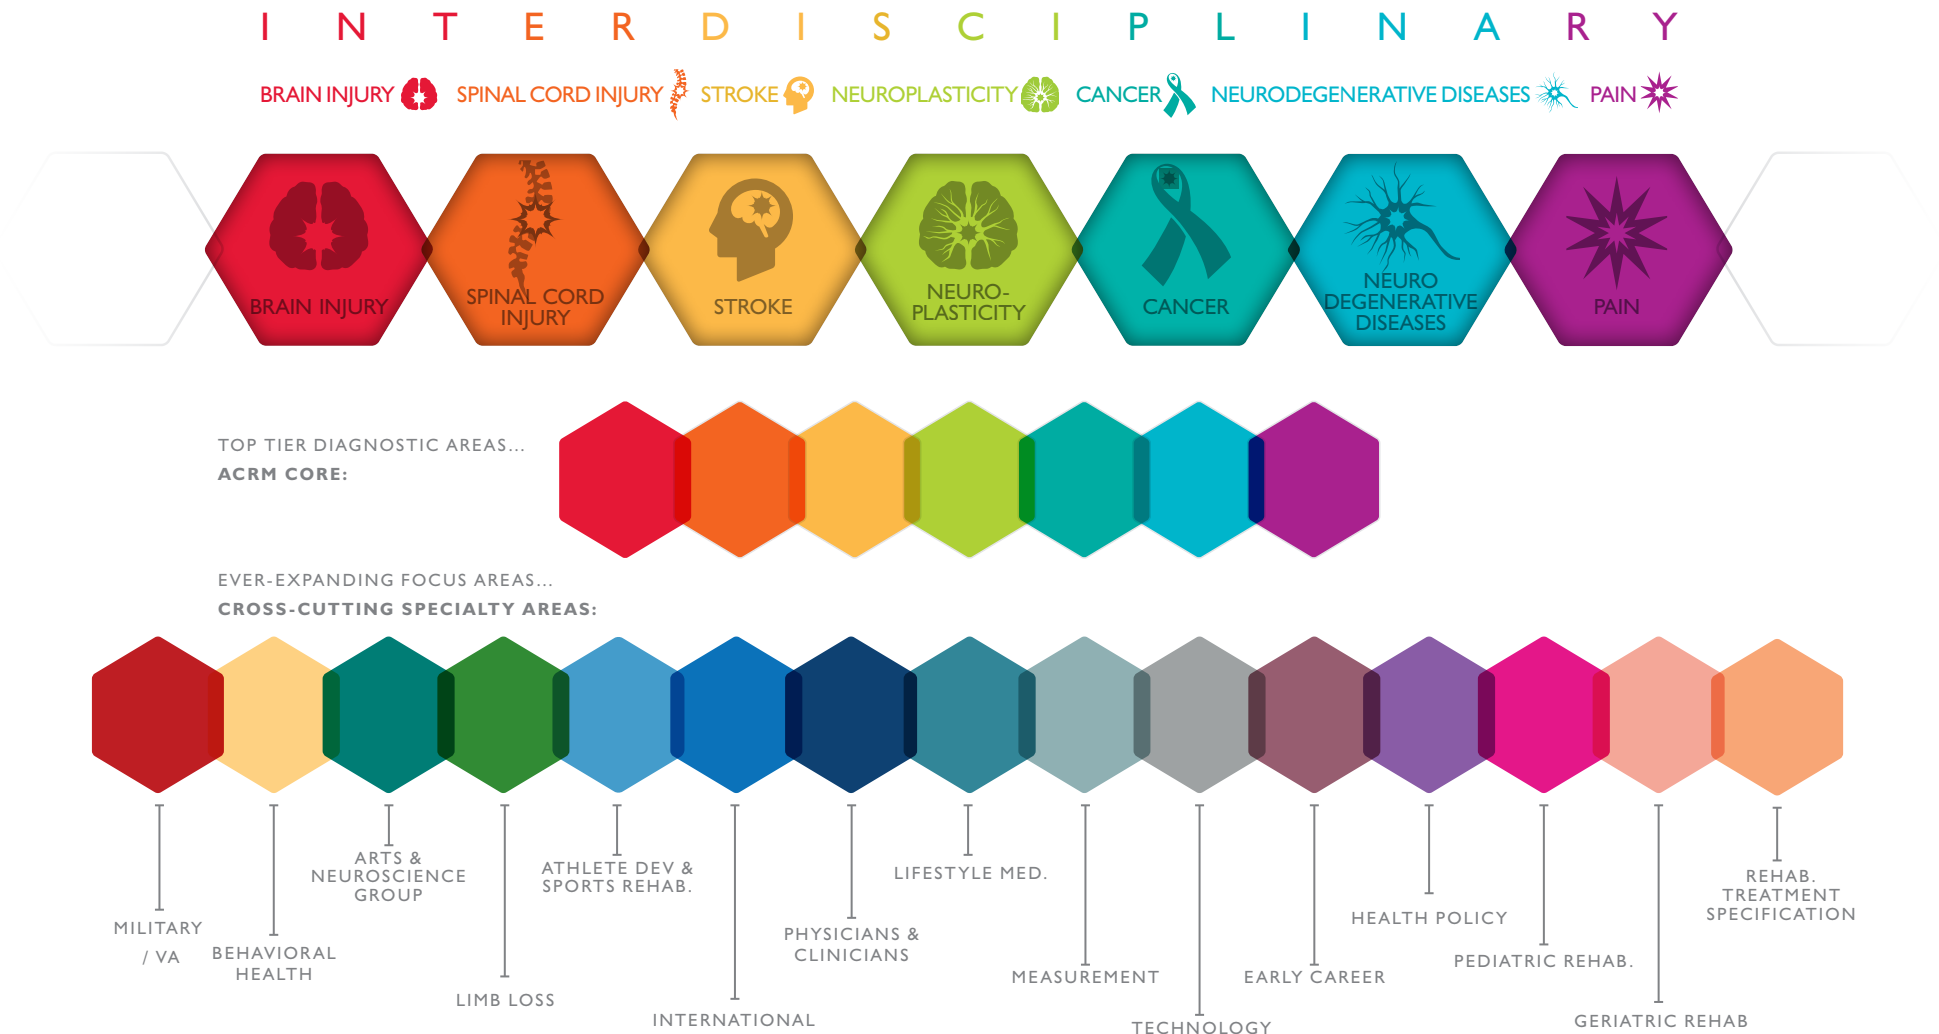 INTERDISCIPLINARY
BRAIN INJURY SPINAL CORD INJURY STROKE NEUROPLASTICITY CANCER NEURODEGENERATIVE DISEASES PAIN
BRAIN INJURY
SPINAL CORD
INJURY
STROKE
NEURO-
PLASTICITY
CANCER
NEURO
DEGENERATIVE
DISEASES
PAIN
TOP TIER DIAGNOSTIC AREAS...
ACRM CORE:
EVER-EXPANDING FOCUS AREAS...
CROSS-CUTTING SPECIALTY AREAS:
MILITARY
/ VA
BEHAVIORAL
HEALTH
ARTS &
NEUROSCIENCE
GROUP
LIMB LOSS
ATHLETE DEV &
SPORTS REHAB.
INTERNATIONAL
PHYSICIANS &
CLINICIANS
LIFESTYLE MED.
MEASUREMENT
TECHNOLOGY
EARLY CAREER
HEALTH POLICY
PEDIATRIC REHAB.
GERIATRIC REHAB
REHAB.
TREATMENT
SPECIFICATION